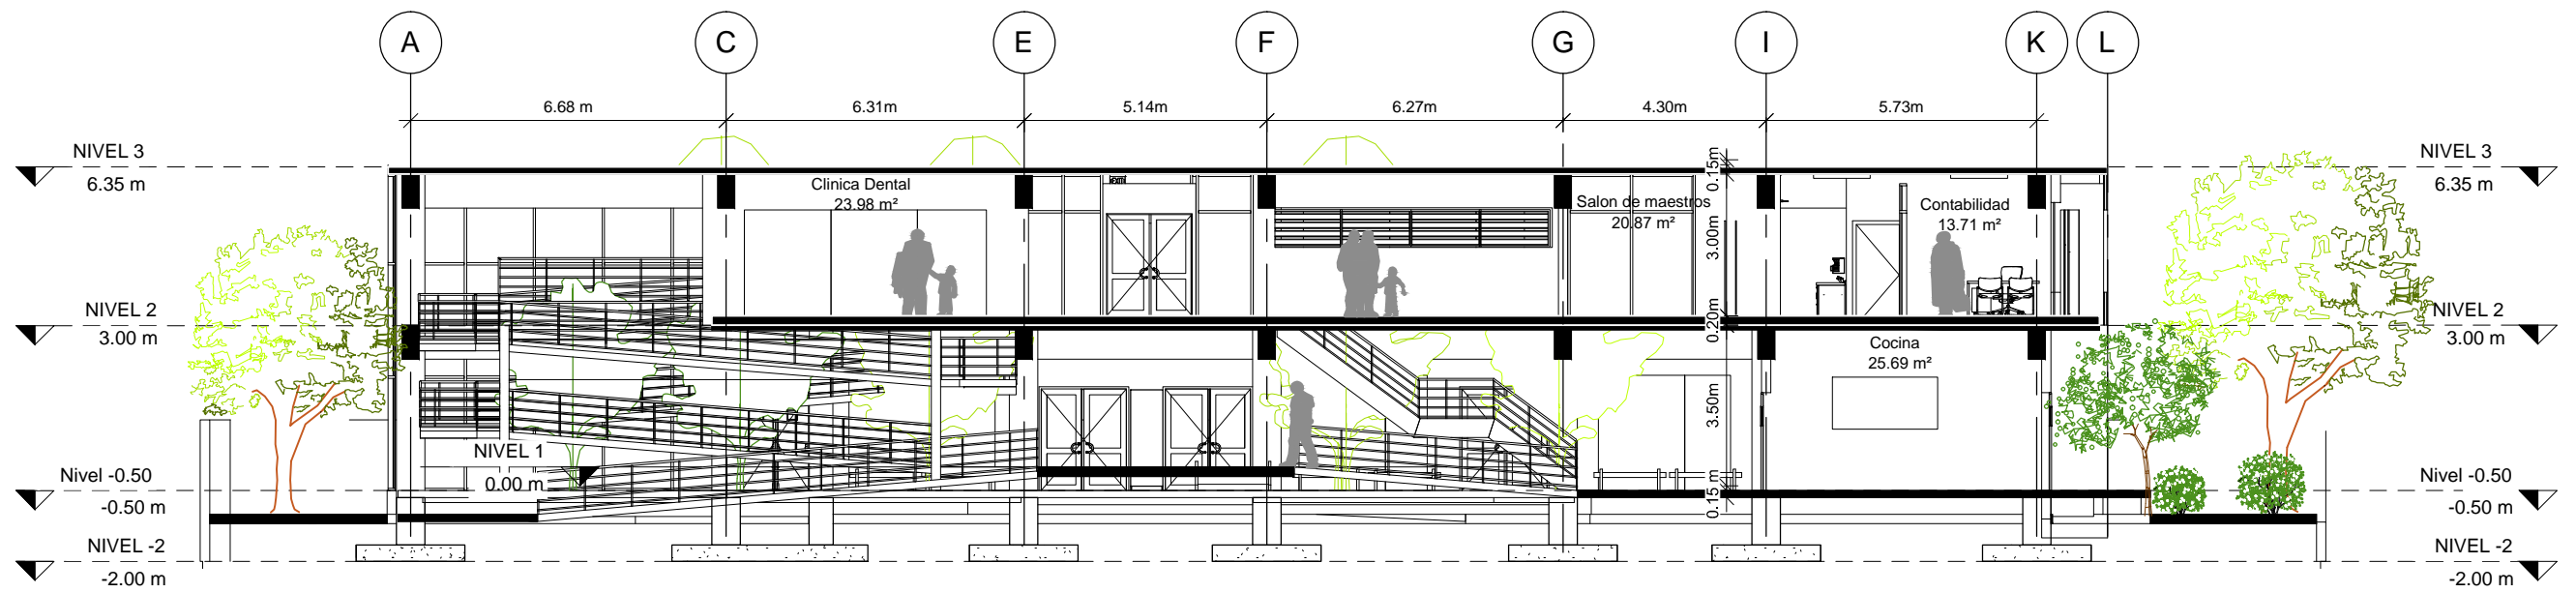 A C E F G I K L
6.68 m 6.31m 5.14m 6.27m 4.30m 5.73m
NIVEL 3 NIVEL 3
6.35 m 6.35 m
0.15m
Clinica Dental
23.98 m²
Salon de maestros
20.87 m²
Contabilidad
13.71 m²
3.00m
NIVEL 2 NIVEL 2
3.00 m 3.00 m
0.20m
Cocina
25.69 m²
3.50m
NIVEL 1
0.00 m
Nivel -0.50 Nivel -0.50
-0.50 m -0.50 m
0.15 m
NIVEL -2 NIVEL -2
-2.00 m -2.00 m